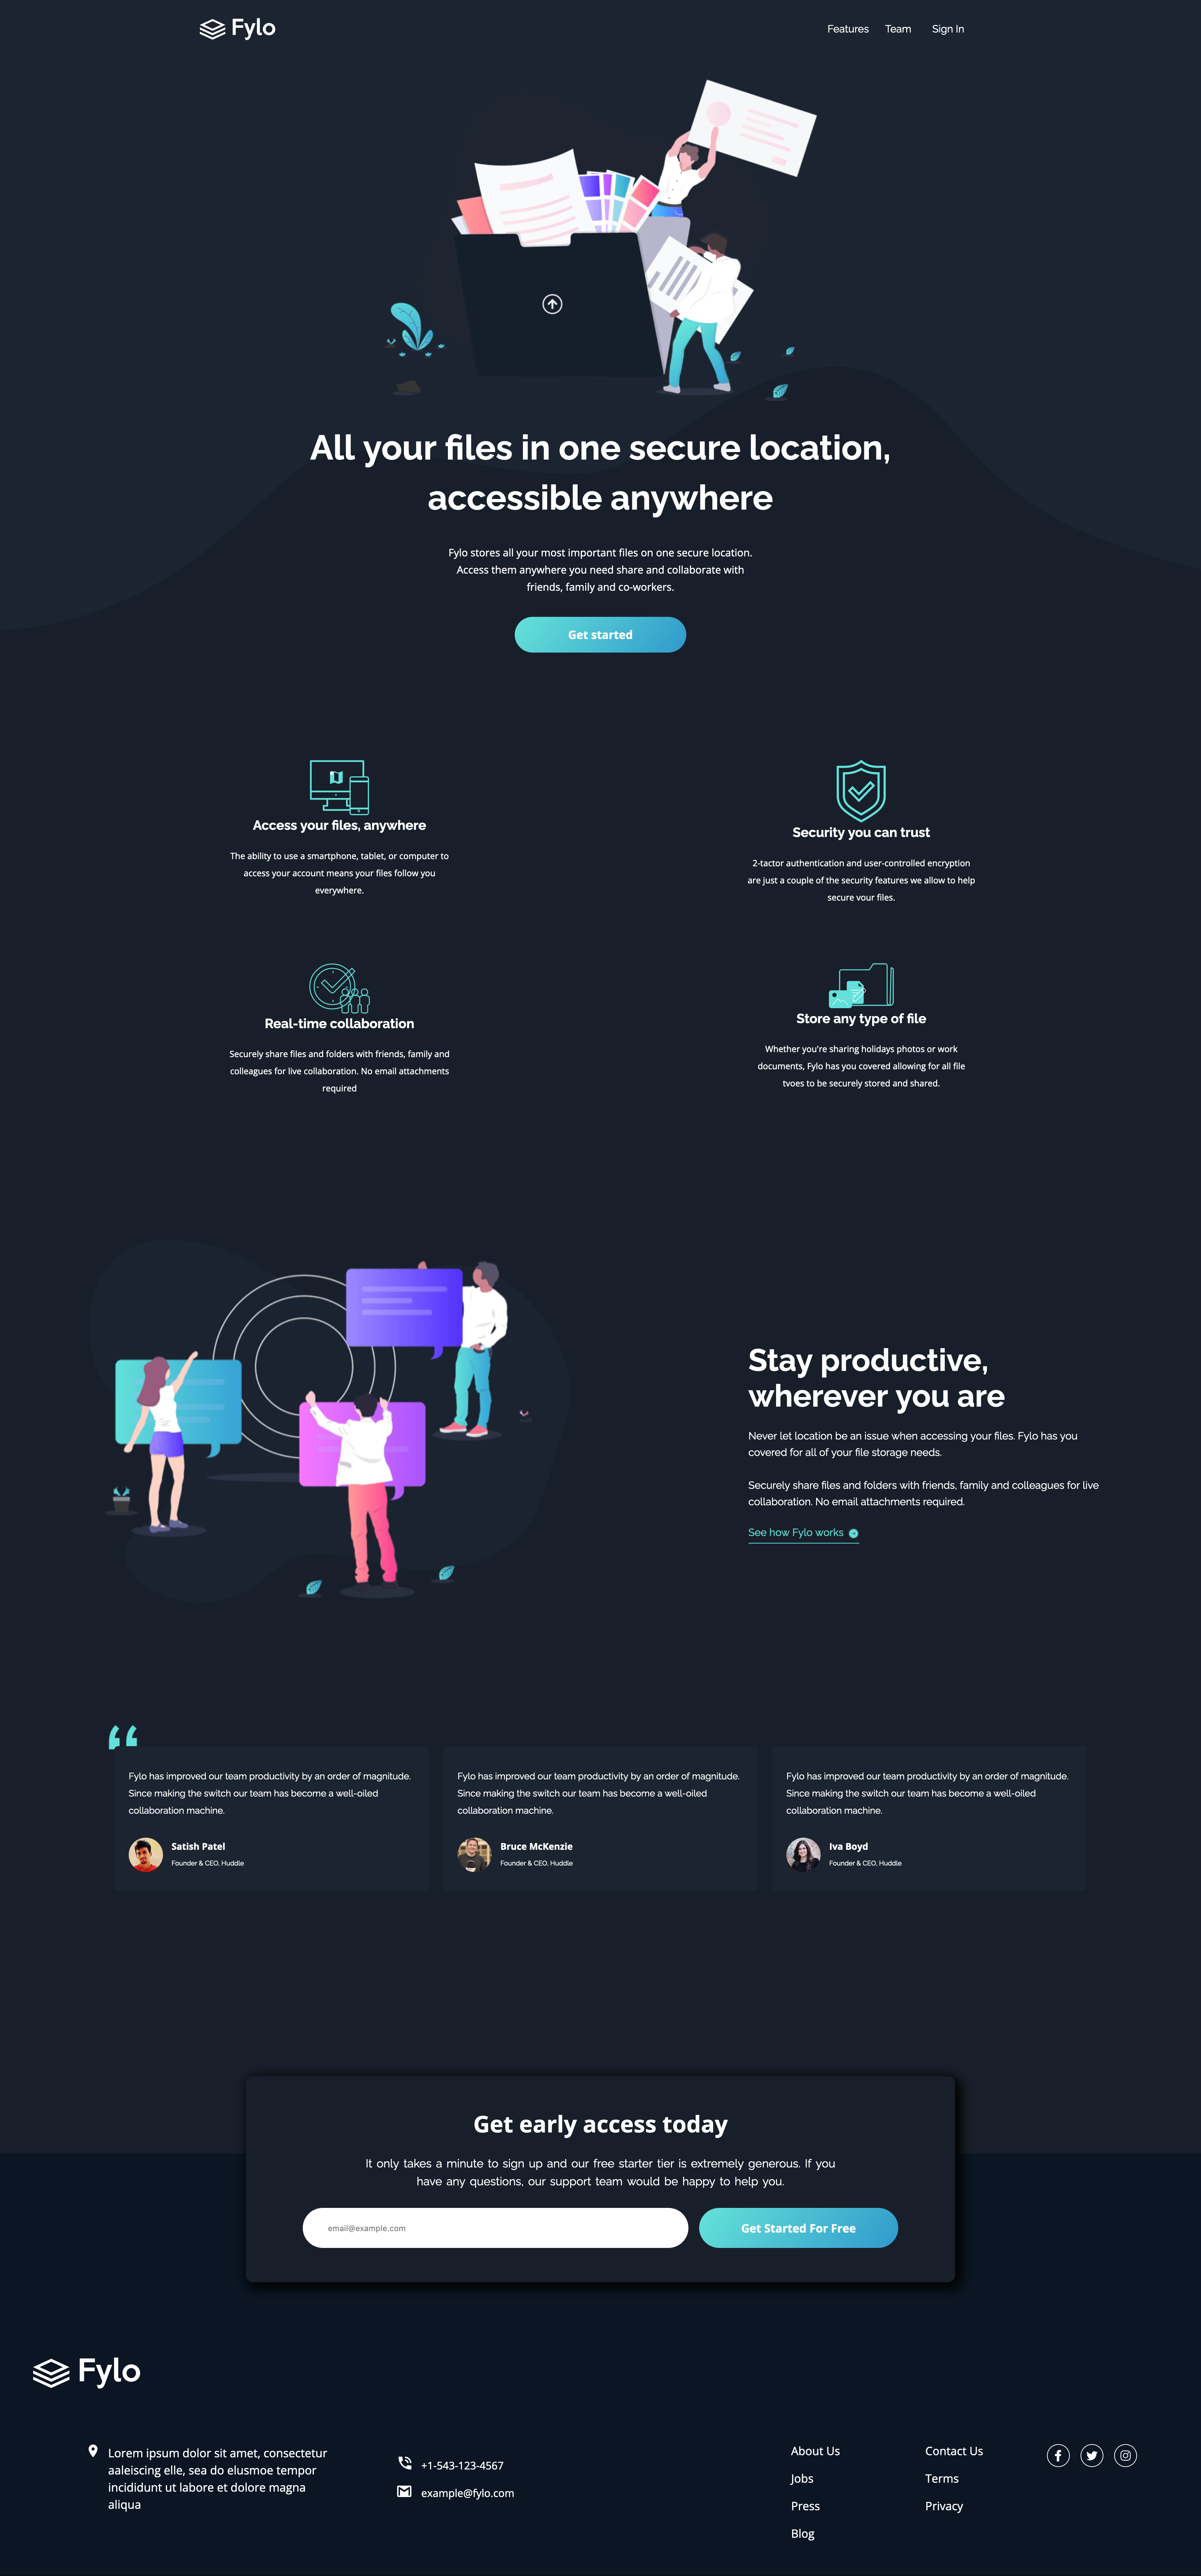 Fylo
Features Team Sign In
All your files in one secure location,
accessible anywhere
Fylo stores all your most important files on one secure location.
Access them anywhere you need share and collaborate with
friends, family and co-workers.
Get started
Access your files, anywhere
The ability to use a smartphone, tablet, or computer to
access your account means your files follow you
everywhere.
Security you can trust
2-tactor authentication and user-controlled encryption
are just a couple of the security features we allow to help
secure vour files.
Real-time collaboration
Securely share files and folders with friends, family and
colleagues for live collaboration. No email attachments
required
Store any type of file
Whether you're sharing holidays photos or work
documents, Fylo has you covered allowing for all file
tvoes to be securely stored and shared.
Stay productive,
wherever you are
Never let location be an issue when accessing your files. Fylo has you
covered for all of your file storage needs.
Securely share files and folders with friends, family and colleagues for live
collaboration. No email attachments required.
See how Fylo works
“
Fylo has improved our team productivity by an order of magnitude.
Since making the switch our team has become a well-oiled
collaboration machine.
Satish Patel
Founder & CEO, Huddle
Fylo has improved our team productivity by an order of magnitude.
Since making the switch our team has become a well-oiled
collaboration machine.
Bruce McKenzie
Founder & CEO, Huddle
Fylo has improved our team productivity by an order of magnitude.
Since making the switch our team has become a well-oiled
collaboration machine.
Iva Boyd
Founder & CEO, Huddle
Get early access today
It only takes a minute to sign up and our free starter tier is extremely generous. If you
have any questions, our support team would be happy to help you.
email@example.com
Get Started For Free
Fylo
Lorem ipsum dolor sit amet, consectetur
aaleiscing elle, sea do elusmoe tempor
incididunt ut labore et dolore magna
aliqua
+1-543-123-4567
example@fylo.com
About Us
Jobs
Press
Blog
Contact Us
Terms
Privacy